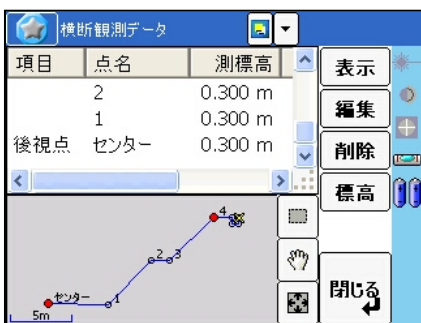 横断観測データ
項目 点名 測標高
2 0.300 m
1 0.300 m
後視点 センター 0.300 m
表示
編集
削除
標高
閉じる
4
2 3
センター 1
5m